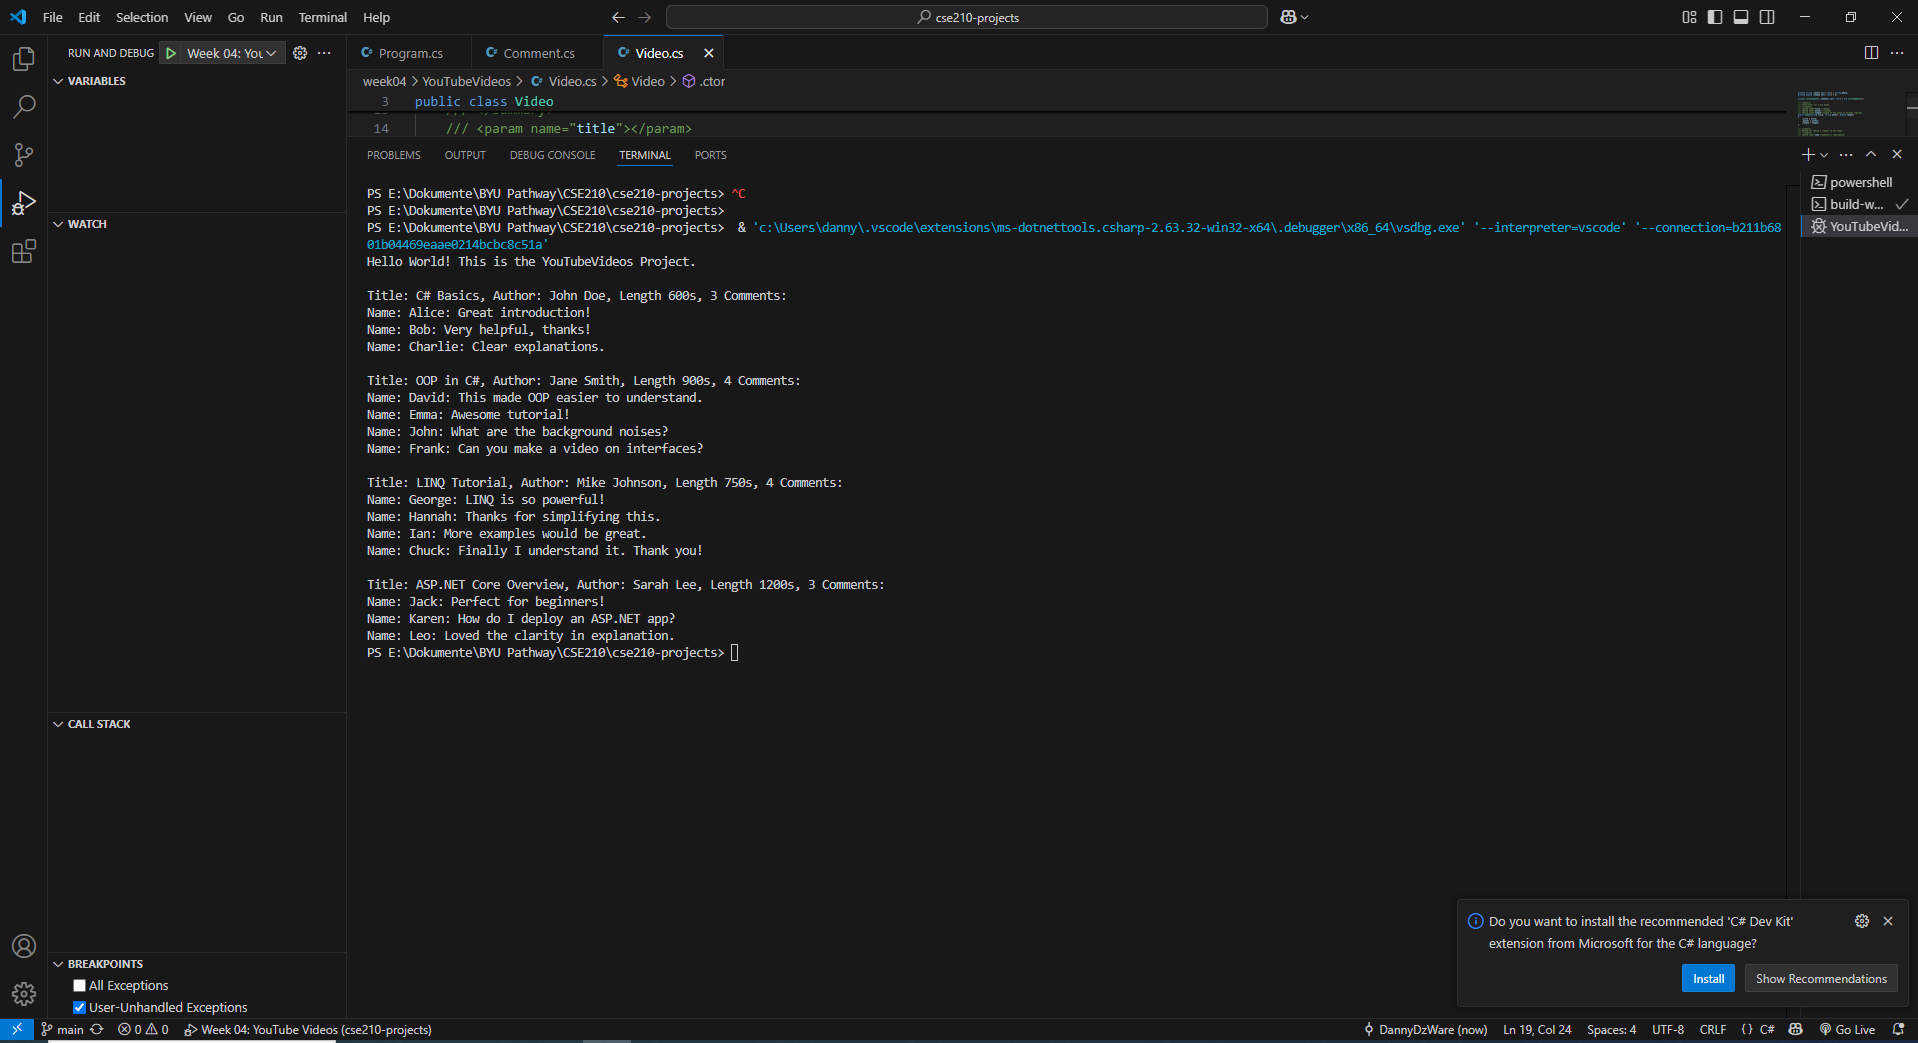 File Edit Selection View Go Run Terminal Help
cse210-projects
RUN AND DEBUG Week 04: You
Program.cs Comment.cs Video.cs
VARIABLES
week04 > YouTubeVideos > Video.cs > Video > .ctor
3 public class Video
14 /// <param name="title"></param>
PROBLEMS OUTPUT DEBUG CONSOLE TERMINAL PORTS
PS E:\Dokumente\BYU Pathway\CSE210\cse210-projects> ^C
PS E:\Dokumente\BYU Pathway\CSE210\cse210-projects>
PS E:\Dokumente\BYU Pathway\CSE210\cse210-projects> & 'c:\Users\danny\.vscode\extensions\ms-dotnettools.csharp-2.63.32-win32-x64\.debugger\x86_64\vsdbg.exe' '--interpreter=vscode' '--connection=b211b68
01b04469eaae0214bcbc8c51a'
Hello World! This is the YouTubeVideos Project.
Title: C# Basics, Author: John Doe, Length 600s, 3 Comments:
Name: Alice: Great introduction!
Name: Bob: Very helpful, thanks!
Name: Charlie: Clear explanations.
Title: OOP in C#, Author: Jane Smith, Length 900s, 4 Comments:
Name: David: This made OOP easier to understand.
Name: Emma: Awesome tutorial!
Name: John: What are the background noises?
Name: Frank: Can you make a video on interfaces?
Title: LINQ Tutorial, Author: Mike Johnson, Length 750s, 4 Comments:
Name: George: LINQ is so powerful!
Name: Hannah: Thanks for simplifying this.
Name: Ian: More examples would be great.
Name: Chuck: Finally I understand it. Thank you!
Title: ASP.NET Core Overview, Author: Sarah Lee, Length 1200s, 3 Comments:
Name: Jack: Perfect for beginners!
Name: Karen: How do I deploy an ASP.NET app?
Name: Leo: Loved the clarity in explanation.
PS E:\Dokumente\BYU Pathway\CSE210\cse210-projects>
powershell
build-w...
YouTubeVid...
WATCH
CALL STACK
BREAKPOINTS
All Exceptions
User-Unhandled Exceptions
Do you want to install the recommended 'C# Dev Kit'
extension from Microsoft for the C# language?
Install Show Recommendations
main 0 0 Week 04: YouTube Videos (cse210-projects) DannyDzWare (now) Ln 19, Col 24 Spaces: 4 UTF-8 CRLF {} C# Go Live